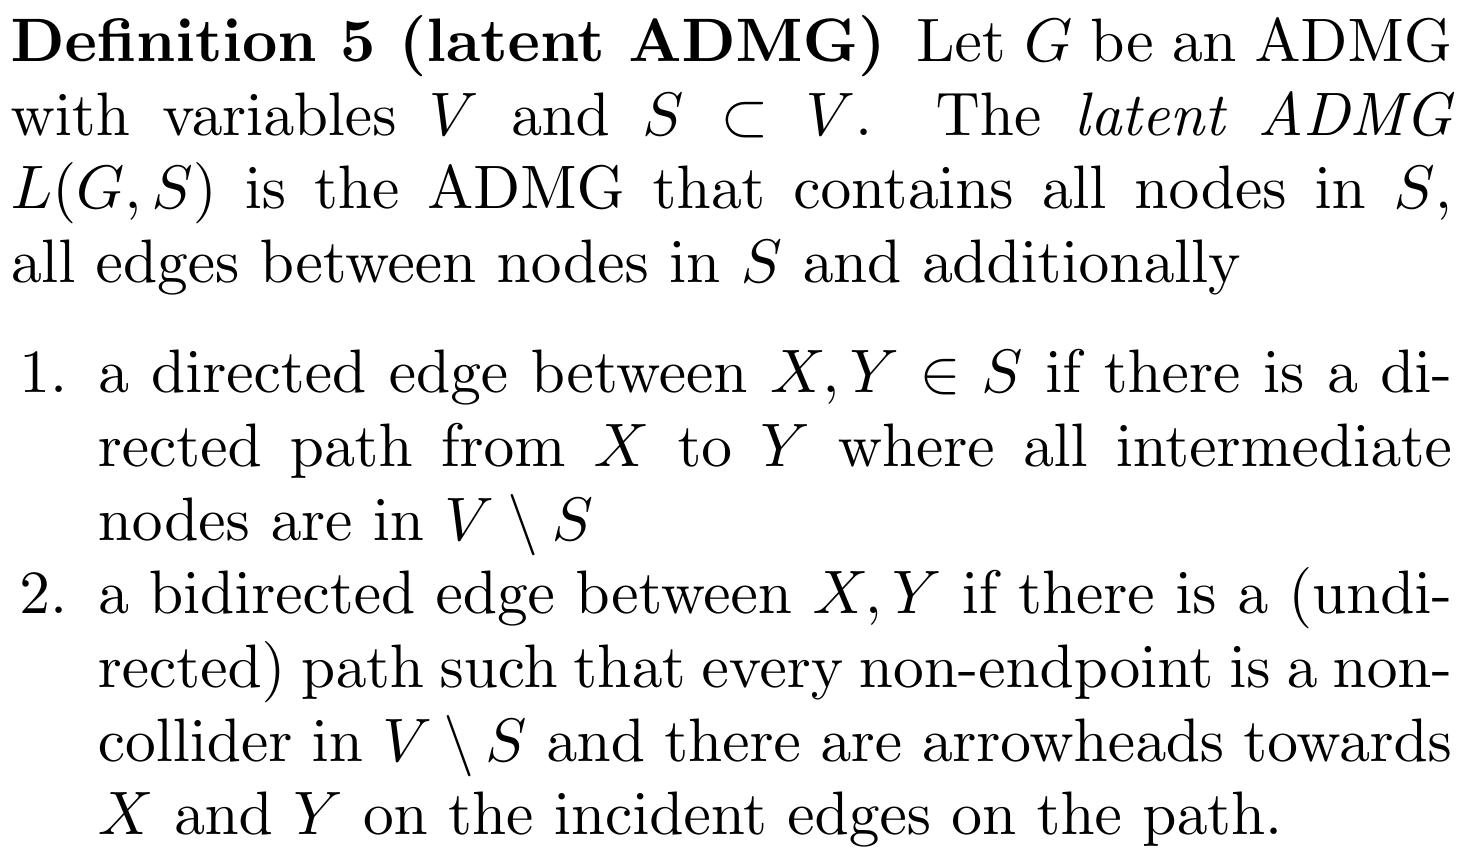 Definition 5 (latent ADMG) Let G be an ADMG
with variables V and S ⊂ V. The latent ADMG
L(G, S) is the ADMG that contains all nodes in S,
all edges between nodes in S and additionally
1. a directed edge between X, Y ∈ S if there is a di-
rected path from X to Y where all intermediate
nodes are in V \ S
2. a bidirected edge between X, Y if there is a (undi-
rected) path such that every non-endpoint is a non-
collider in V \ S and there are arrowheads towards
X and Y on the incident edges on the path.